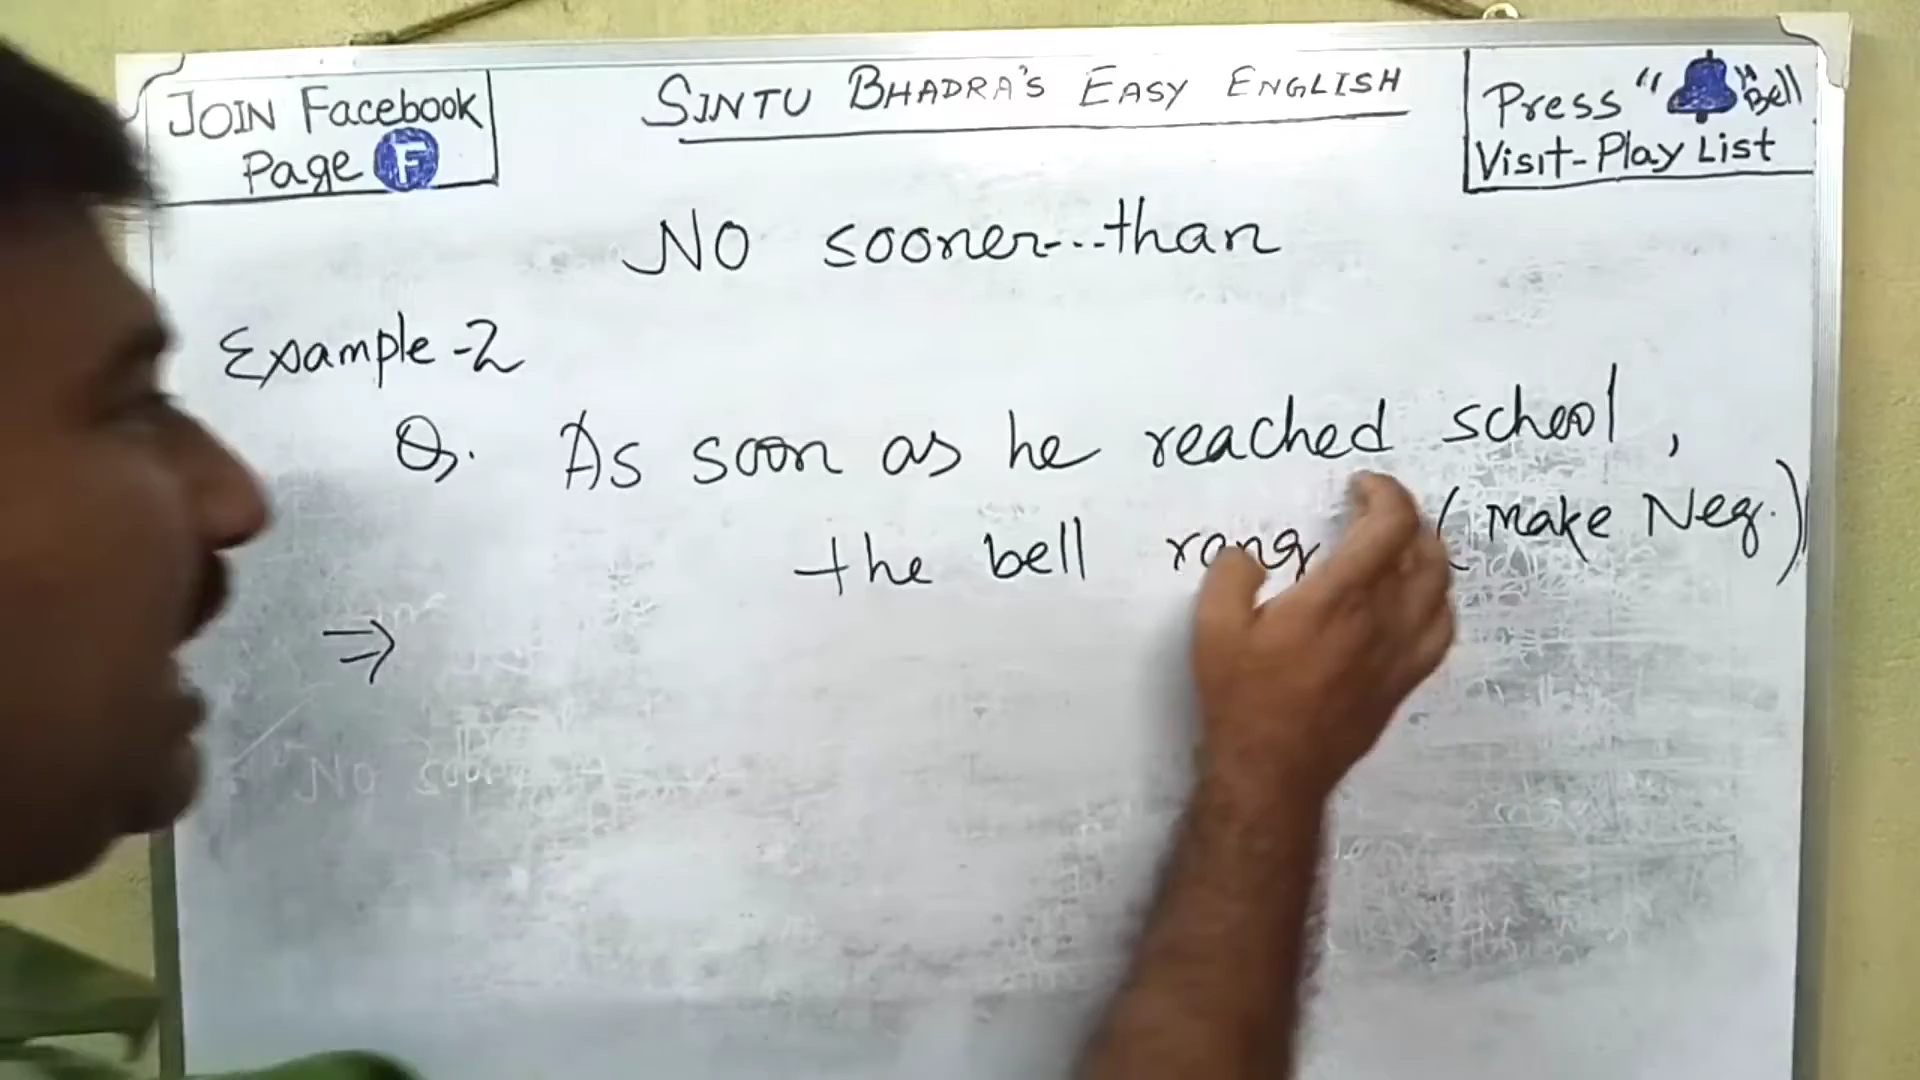 JOIN Facebook
Page F
SINTU BHADRA'S EASY ENGLISH
Press " " Bell
Visit-Play List
NO sooner...than
Example-2
Q. As soon as he reached school,
the bell rang (Make Neg.)
⇒
No